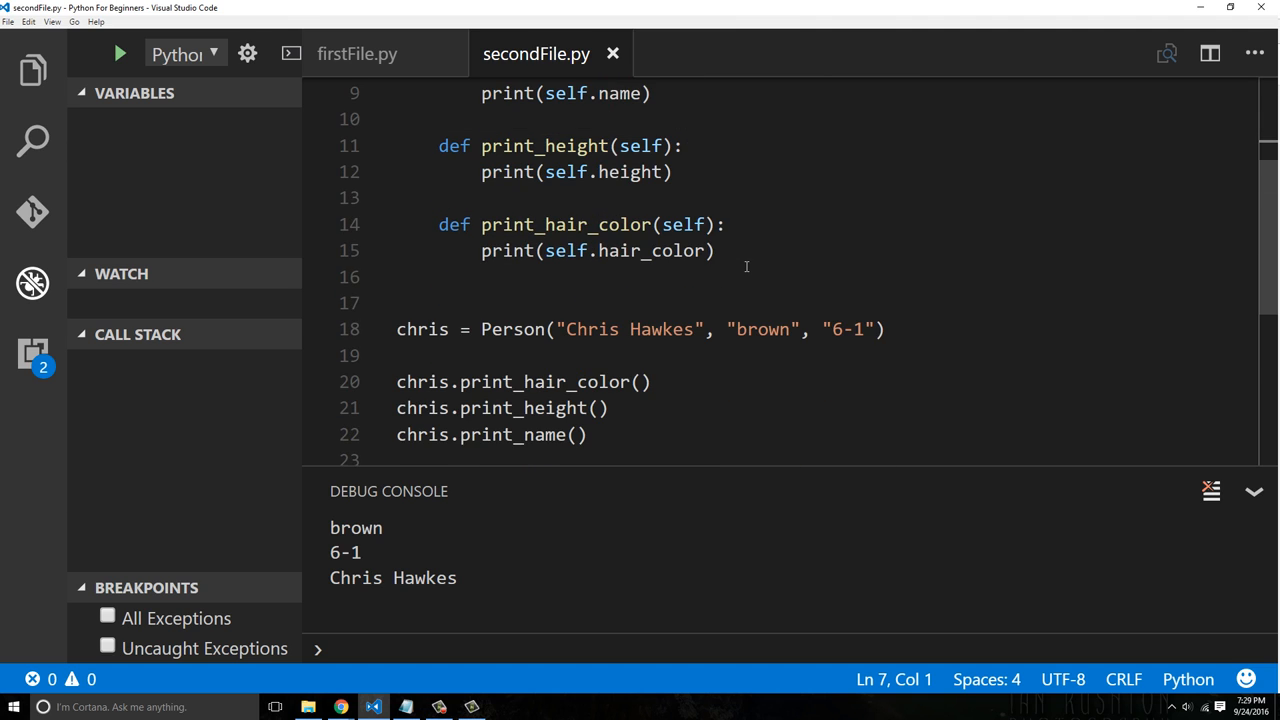 secondFile.py - Python For Beginners - Visual Studio Code
File Edit View Go Help
Python
firstFile.py
secondFile.py
VARIABLES
WATCH
CALL STACK
2
BREAKPOINTS
All Exceptions
Uncaught Exceptions
9 print(self.name)
10
11 def print_height(self):
12 print(self.height)
13
14 def print_hair_color(self):
15 print(self.hair_color)
16
17
18 chris = Person("Chris Hawkes", "brown", "6-1")
19
20 chris.print_hair_color()
21 chris.print_height()
22 chris.print_name()
23
DEBUG CONSOLE
brown
6-1
Chris Hawkes
0 0
Ln 7, Col 1 Spaces: 4 UTF-8 CRLF Python
I'm Cortana. Ask me anything.
7:29 PM
9/24/2016